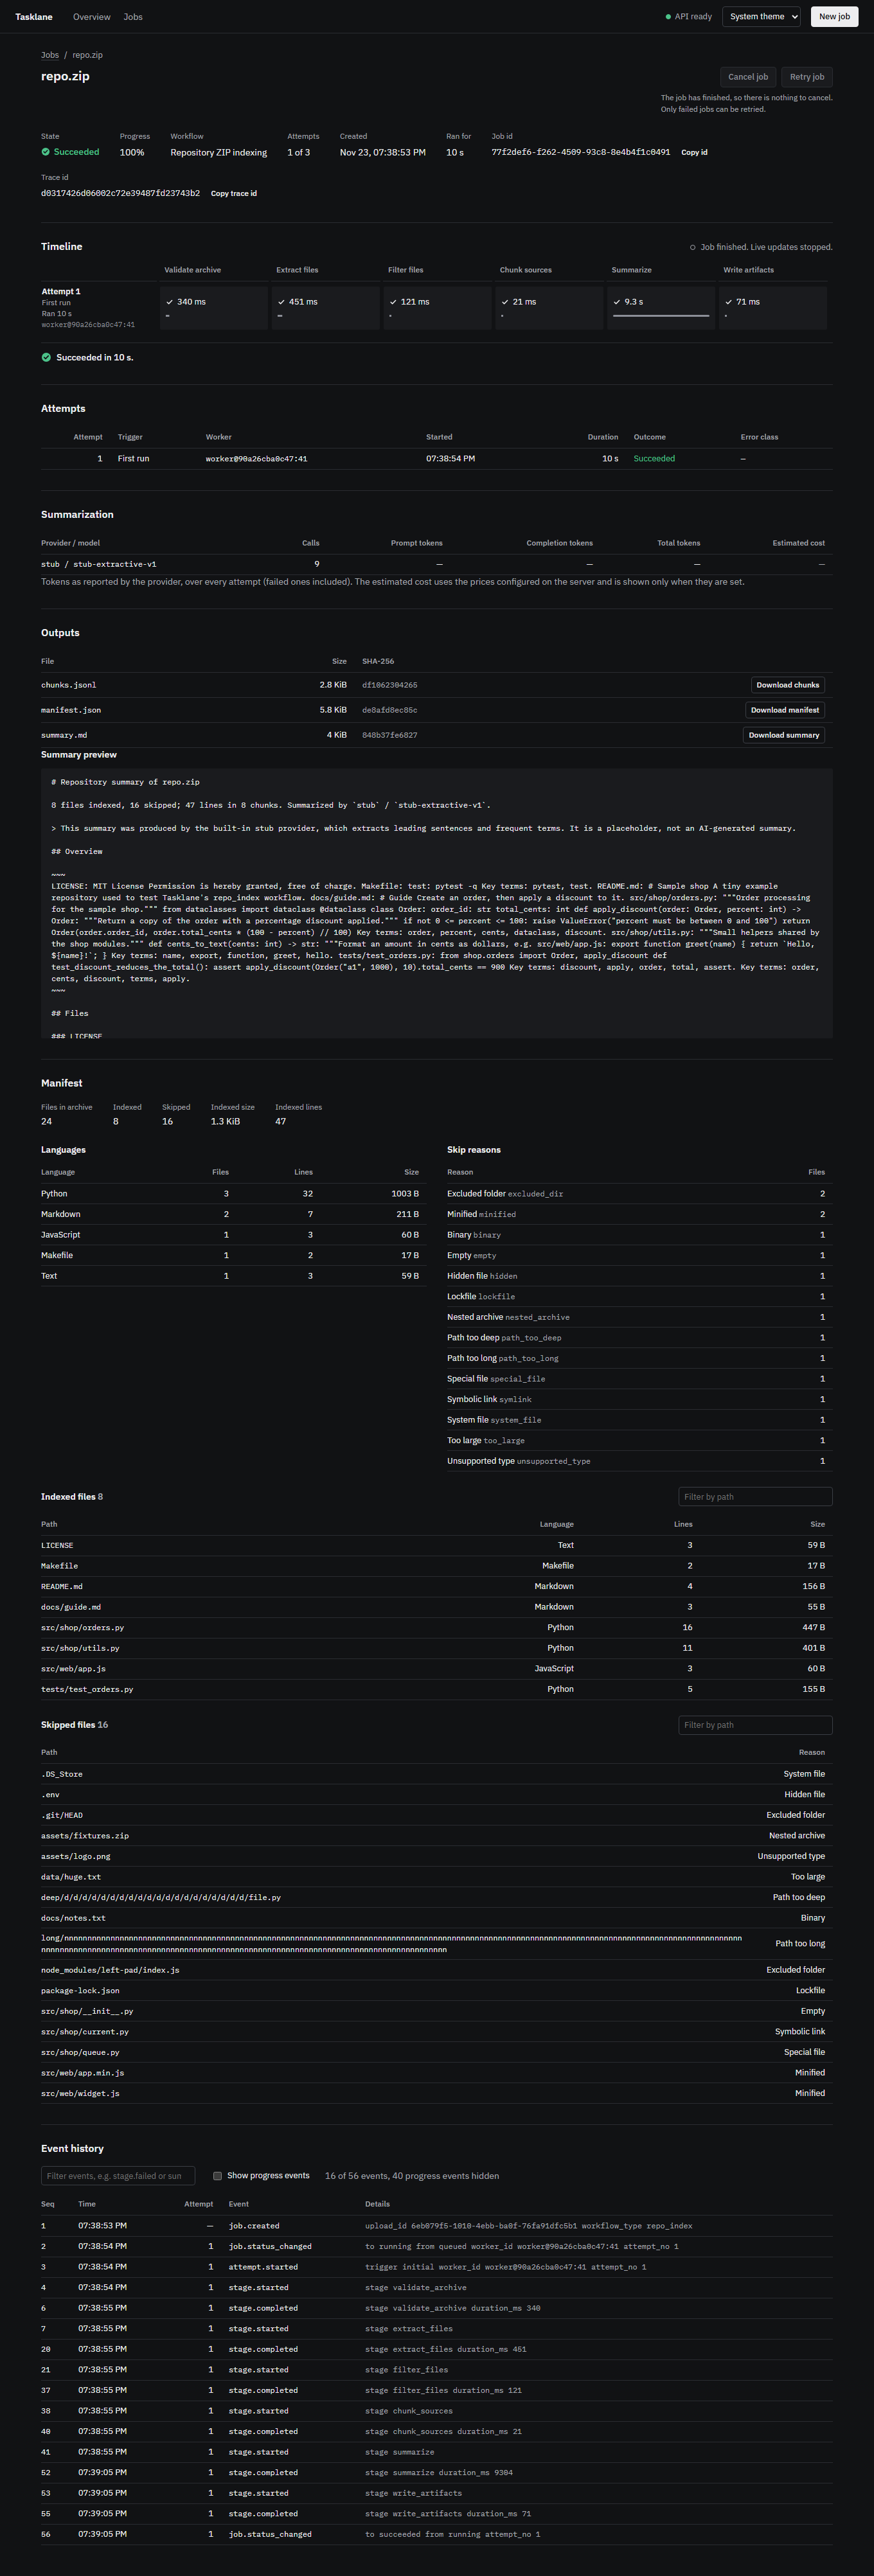 Tasklane Overview Jobs API ready System theme New job
Jobs / repo.zip
repo.zip Cancel job Retry job
The job has finished, so there is nothing to cancel.
Only failed jobs can be retried.
State Progress Workflow Attempts Created Ran for Job id
Succeeded 100% Repository ZIP indexing 1 of 3 Nov 23, 07:38:53 PM 10 s 77f2def6-f262-4509-93c8-8e4b4f1c0491 Copy id
Trace id
d0317426d06002c72e39487fd23743b2 Copy trace id
Timeline Job finished. Live updates stopped.
Validate archive Extract files Filter files Chunk sources Summarize Write artifacts
Attempt 1
First run
Ran 10 s
worker@90a26cba0c47:41
✓ 340 ms ✓ 451 ms ✓ 121 ms ✓ 21 ms ✓ 9.3 s ✓ 71 ms
Succeeded in 10 s.
Attempts
Attempt Trigger Worker Started Duration Outcome Error class
1 First run worker@90a26cba0c47:41 07:38:54 PM 10 s Succeeded —
Summarization
Provider / model Calls Prompt tokens Completion tokens Total tokens Estimated cost
stub / stub-extractive-v1 9 — — — —
Tokens as reported by the provider, over every attempt (failed ones included). The estimated cost uses the prices configured on the server and is shown only when they are set.
Outputs
File Size SHA-256
chunks.jsonl 2.8 KiB df1062304265 Download chunks
manifest.json 5.8 KiB de8afd8ec85c Download manifest
summary.md 4 KiB 848b37fe6827 Download summary
Summary preview
# Repository summary of repo.zip
8 files indexed, 16 skipped; 47 lines in 8 chunks. Summarized by `stub` / `stub-extractive-v1`.
> This summary was produced by the built-in stub provider, which extracts leading sentences and frequent terms. It is a placeholder, not an AI-generated summary.
## Overview
~~~
LICENSE: MIT License Permission is hereby granted, free of charge. Makefile: test: pytest -q Key terms: pytest, test. README.md: # Sample shop A tiny example
repository used to test Tasklane's repo_index workflow. docs/guide.md: # Guide Create an order, then apply a discount to it. src/shop/orders.py: """Order processing
for the sample shop.""" from dataclasses import dataclass @dataclass class Order: order_id: str total_cents: int def apply_discount(order: Order, percent: int) ->
Order: """Return a copy of the order with a percentage discount applied.""" if not 0 <= percent <= 100: raise ValueError("percent must be between 0 and 100") return
Order(order.order_id, order.total_cents * (100 - percent) // 100) Key terms: order, percent, cents, dataclass, discount. src/shop/utils.py: """Small helpers shared by
the shop modules.""" def cents_to_text(cents: int) -> str: """Format an amount in cents as dollars, e.g. src/web/app.js: export function greet(name) { return `Hello,
${name}!`; } Key terms: name, export, function, greet, hello. tests/test_orders.py: from shop.orders import Order, apply_discount def
test_discount_reduces_the_total(): assert apply_discount(Order("a1", 1000), 10).total_cents == 900 Key terms: discount, apply, order, total, assert. Key terms: order,
cents, discount, terms, apply.
~~~
## Files
### LICENSE
Manifest
Files in archive Indexed Skipped Indexed size Indexed lines
24 8 16 1.3 KiB 47
Languages
Language Files Lines Size
Python 3 32 1003 B
Markdown 2 7 211 B
JavaScript 1 3 60 B
Makefile 1 2 17 B
Text 1 3 59 B
Skip reasons
Reason Files
Excluded folder excluded_dir 2
Minified minified 2
Binary binary 1
Empty empty 1
Hidden file hidden 1
Lockfile lockfile 1
Nested archive nested_archive 1
Path too deep path_too_deep 1
Path too long path_too_long 1
Special file special_file 1
Symbolic link symlink 1
System file system_file 1
Too large too_large 1
Unsupported type unsupported_type 1
Indexed files 8 Filter by path
Path Language Lines Size
LICENSE Text 3 59 B
Makefile Makefile 2 17 B
README.md Markdown 4 156 B
docs/guide.md Markdown 3 55 B
src/shop/orders.py Python 16 447 B
src/shop/utils.py Python 11 401 B
src/web/app.js JavaScript 3 60 B
tests/test_orders.py Python 5 155 B
Skipped files 16 Filter by path
Path Reason
.DS_Store System file
.env Hidden file
.git/HEAD Excluded folder
assets/fixtures.zip Nested archive
assets/logo.png Unsupported type
data/huge.txt Too large
Path too deep
docs/notes.txt Binary
Path too long
node_modules/left-pad/index.js Excluded folder
package-lock.json Lockfile
src/shop/__init__.py Empty
src/shop/current.py Symbolic link
src/shop/queue.py Special file
src/web/app.min.js Minified
src/web/widget.js Minified
Event history
Filter events, e.g. stage.failed or sum Show progress events 16 of 56 events, 40 progress events hidden
Seq Time Attempt Event Details
1 07:38:53 PM — job.created upload_id 6eb079f5-1010-4ebb-ba0f-76fa91dfc5b1 workflow_type repo_index
2 07:38:54 PM 1 job.status_changed to running from queued worker_id worker@90a26cba0c47:41 attempt_no 1
3 07:38:54 PM 1 attempt.started trigger initial worker_id worker@90a26cba0c47:41 attempt_no 1
4 07:38:54 PM 1 stage.started stage validate_archive
6 07:38:55 PM 1 stage.completed stage validate_archive duration_ms 340
7 07:38:55 PM 1 stage.started stage extract_files
20 07:38:55 PM 1 stage.completed stage extract_files duration_ms 451
21 07:38:55 PM 1 stage.started stage filter_files
37 07:38:55 PM 1 stage.completed stage filter_files duration_ms 121
38 07:38:55 PM 1 stage.started stage chunk_sources
40 07:38:55 PM 1 stage.completed stage chunk_sources duration_ms 21
41 07:38:55 PM 1 stage.started stage summarize
52 07:39:05 PM 1 stage.completed stage summarize duration_ms 9304
53 07:39:05 PM 1 stage.started stage write_artifacts
55 07:39:05 PM 1 stage.completed stage write_artifacts duration_ms 71
56 07:39:05 PM 1 job.status_changed to succeeded from running attempt_no 1